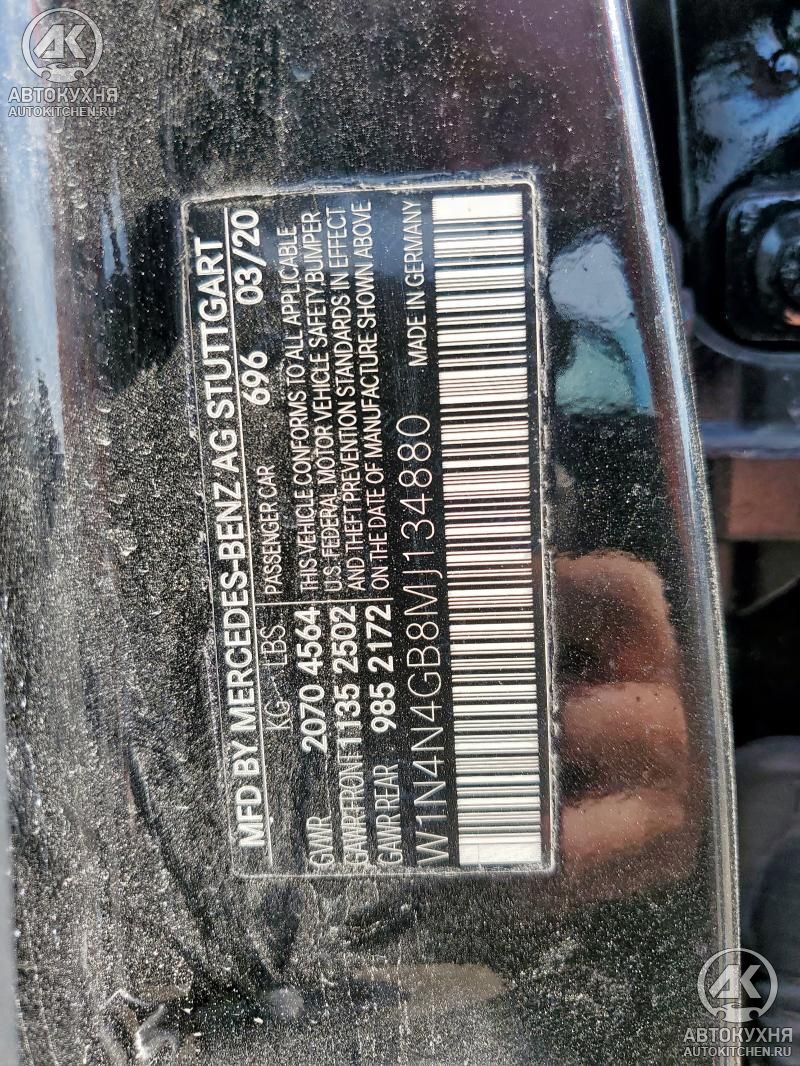 АВТОКУХНЯ
AUTOKITCHEN.RU
MFD BY MERCEDES-BENZ AG STUTTGART
KG LBS 696 03/20
PASSENGER CAR
GVWR 2070 4564 THIS VEHICLE CONFORMS TO ALL APPLICABLE
GAWR FRONT 1135 2502 U.S. FEDERAL MOTOR VEHICLE SAFETY,BUMPER,
GAWR REAR 985 2172 AND THEFT PREVENTION STANDARDS IN EFFECT
ON THE DATE OF MANUFACTURE SHOWN ABOVE
W1N4N4GB8MJ134880 MADE IN GERMANY
АВТОКУХНЯ
AUTOKITCHEN.RU